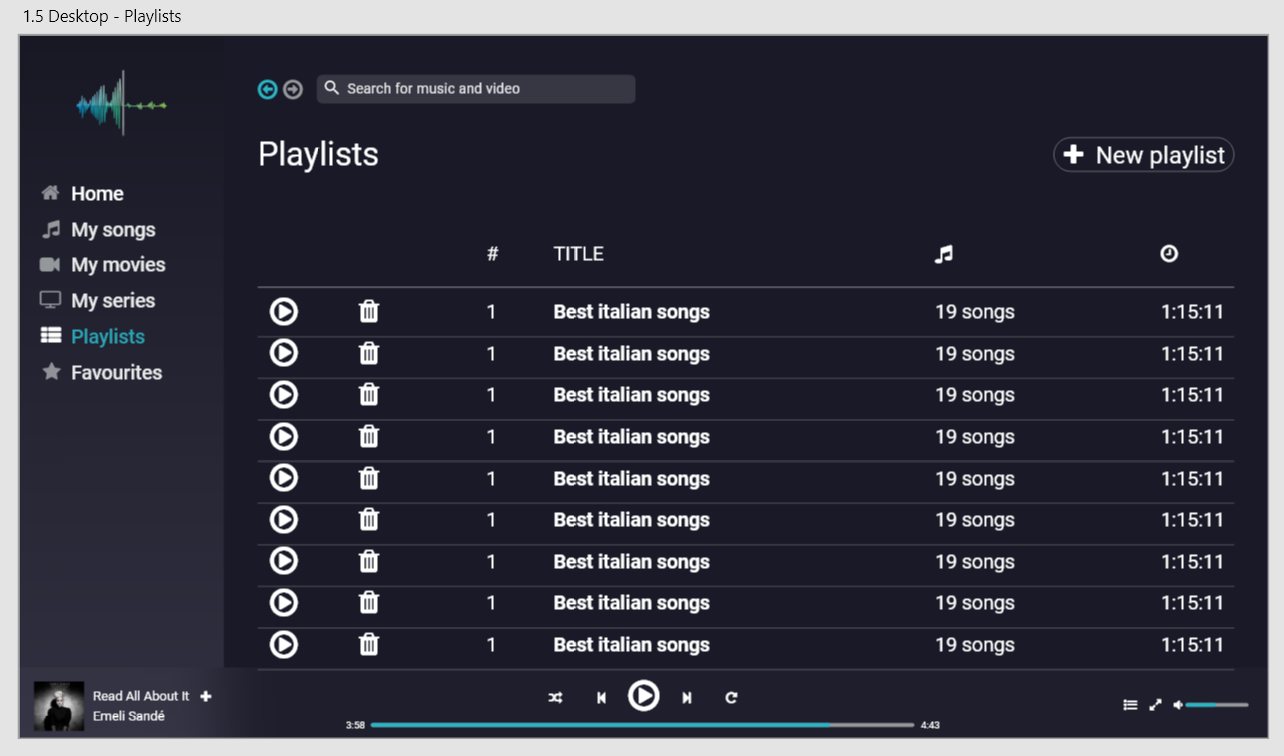 1.5 Desktop - Playlists
Search for music and video
Playlists
New playlist
Home
My songs
My movies
My series
Playlists
Favourites
# TITLE
1 Best italian songs 19 songs 1:15:11
1 Best italian songs 19 songs 1:15:11
1 Best italian songs 19 songs 1:15:11
1 Best italian songs 19 songs 1:15:11
1 Best italian songs 19 songs 1:15:11
1 Best italian songs 19 songs 1:15:11
1 Best italian songs 19 songs 1:15:11
1 Best italian songs 19 songs 1:15:11
1 Best italian songs 19 songs 1:15:11
Read All About It
Emeli Sandé
3:58 4:43